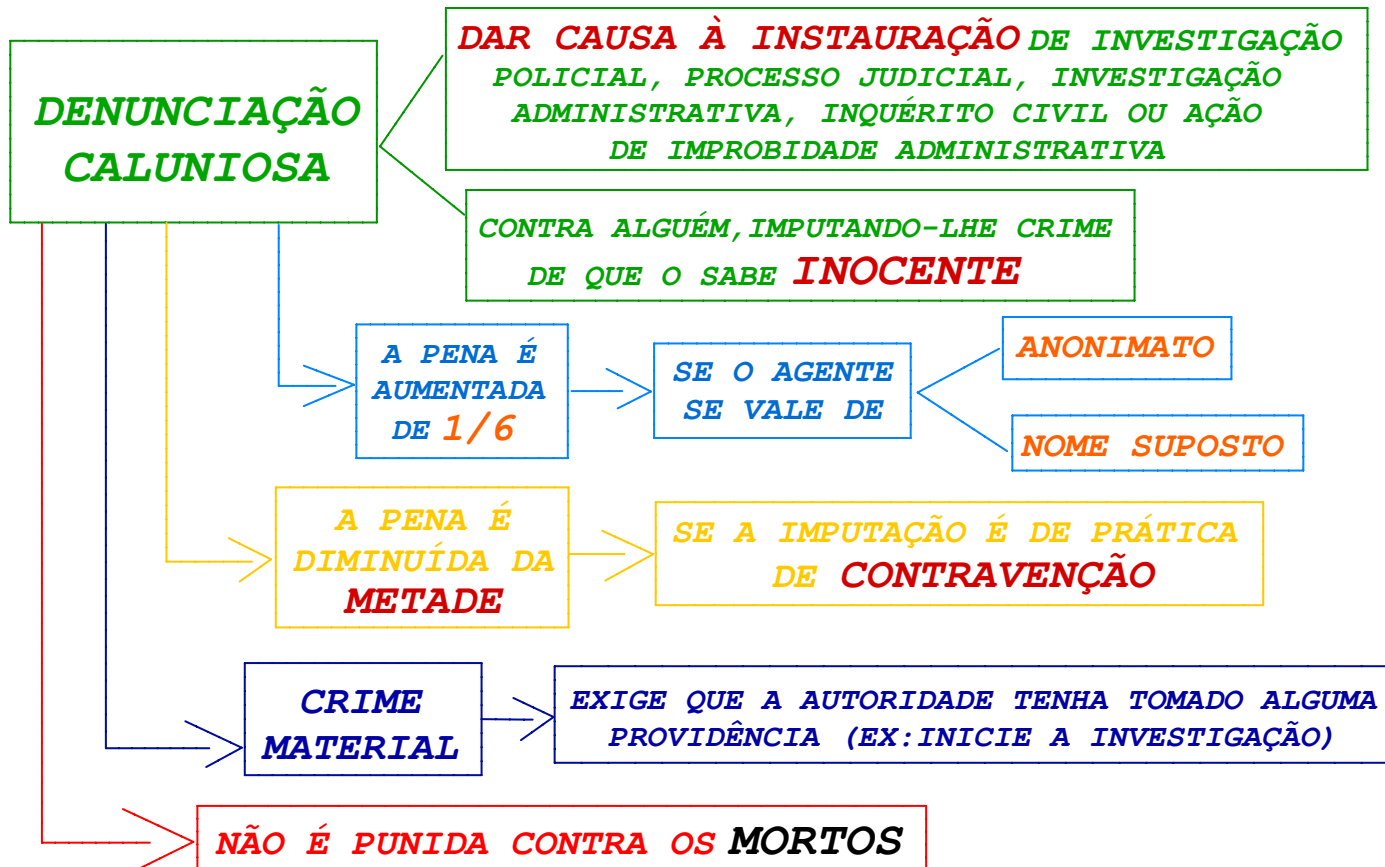 DENUNCIAÇÃO
CALUNIOSA
DAR CAUSA À INSTAURAÇÃO DE INVESTIGAÇÃO
POLICIAL, PROCESSO JUDICIAL, INVESTIGAÇÃO
ADMINISTRATIVA, INQUÉRITO CIVIL OU AÇÃO
DE IMPROBIDADE ADMINISTRATIVA
CONTRA ALGUÉM,IMPUTANDO-LHE CRIME
DE QUE O SABE INOCENTE
A PENA É
AUMENTADA
DE 1/6
SE O AGENTE
SE VALE DE
ANONIMATO
NOME SUPOSTO
A PENA É
DIMINUÍDA DA
METADE
SE A IMPUTAÇÃO É DE PRÁTICA
DE CONTRAVENÇÃO
CRIME
MATERIAL
EXIGE QUE A AUTORIDADE TENHA TOMADO ALGUMA
PROVIDÊNCIA (EX:INICIE A INVESTIGAÇÃO)
NÃO É PUNIDA CONTRA OS MORTOS